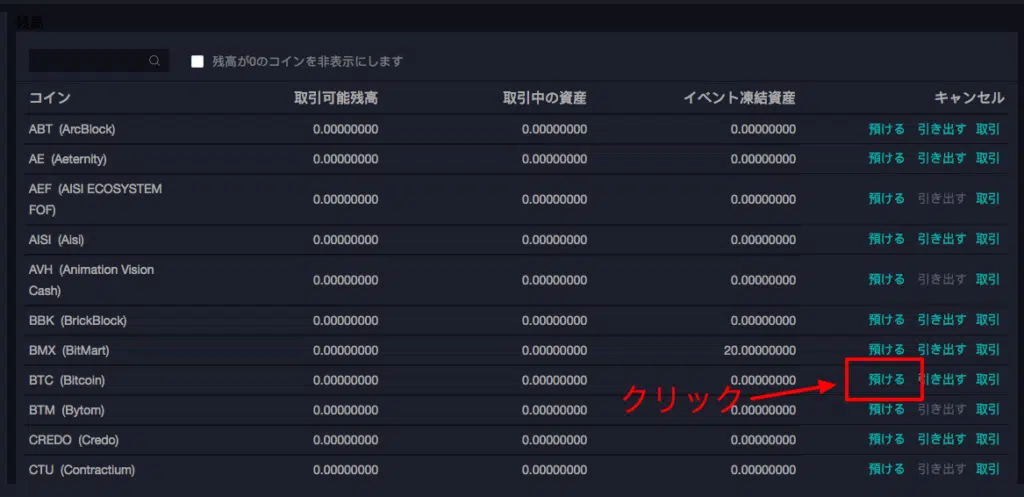 残高
残高が0のコインを非表示にします
コイン 取引可能残高 取引中の資産 イベント凍結資産 キャンセル
ABT (ArcBlock) 0.00000000 0.00000000 0.00000000 預ける 引き出す 取引
AE (Aeternity) 0.00000000 0.00000000 0.00000000 預ける 引き出す 取引
AEF (AISI ECOSYSTEM
FOF) 0.00000000 0.00000000 0.00000000 預ける 引き出す 取引
AISI (Aisi) 0.00000000 0.00000000 0.00000000 預ける 引き出す 取引
AVH (Animation Vision
Cash) 0.00000000 0.00000000 0.00000000 預ける 引き出す 取引
BBK (BrickBlock) 0.00000000 0.00000000 0.00000000 預ける 引き出す 取引
BMX (BitMart) 0.00000000 0.00000000 20.00000000 預ける 引き出す 取引
BTC (Bitcoin) 0.00000000 0.00000000 0.00000000 預ける 引き出す 取引
クリック
BTM (Bytom) 0.00000000 0.00000000 0.00000000 預ける 引き出す 取引
CREDO (Credo) 0.00000000 0.00000000 0.00000000 預ける 引き出す 取引
CTU (Contractium) 0.00000000 0.00000000 0.00000000 預ける 引き出す 取引